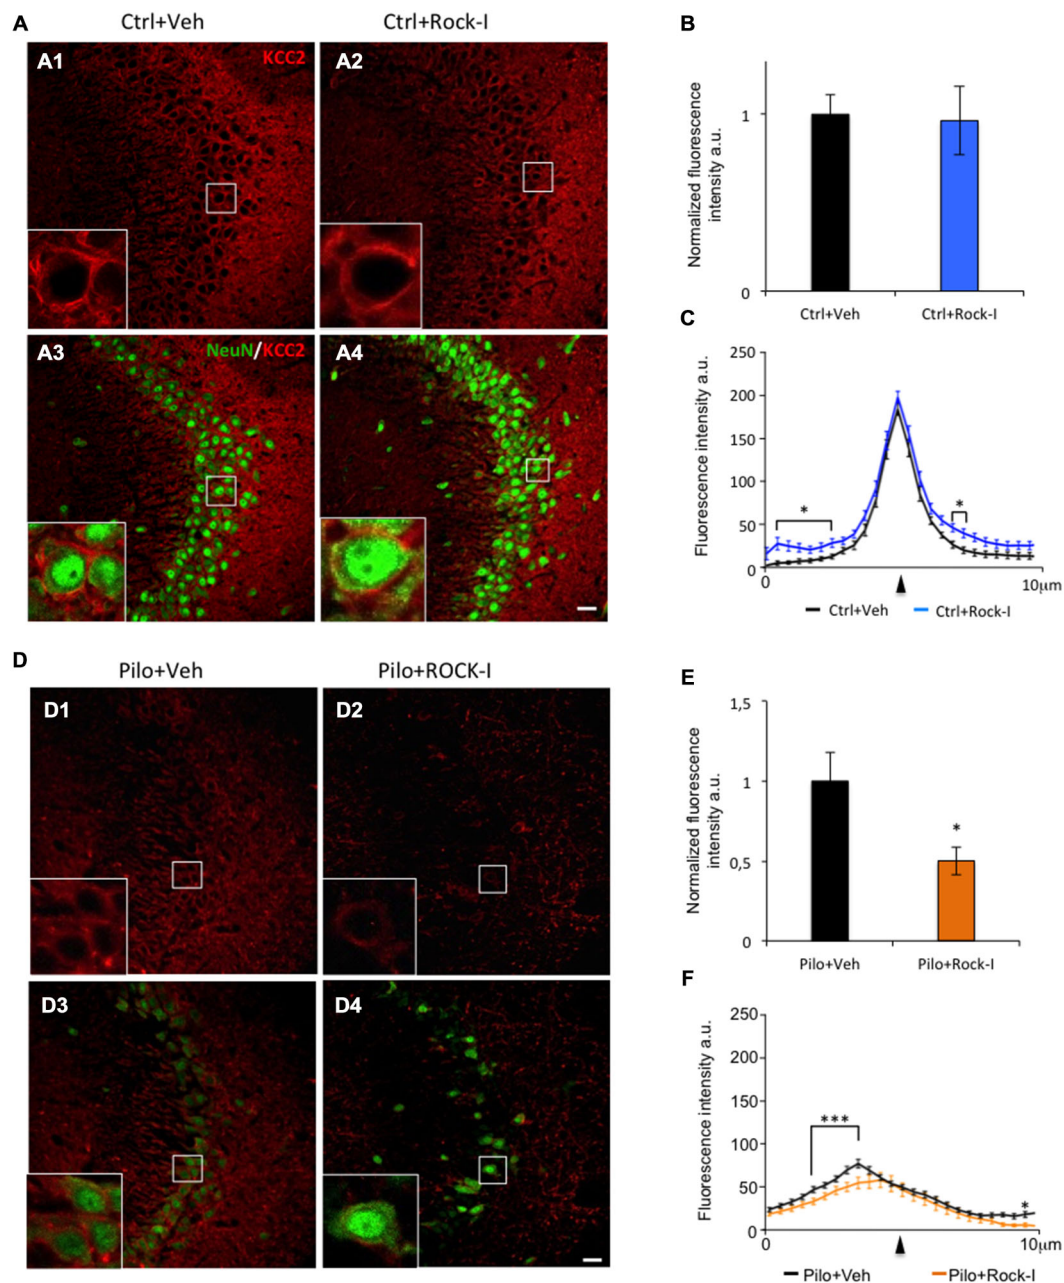 A
Ctrl+Veh
Ctrl+Rock-I
A1
KCC2
A2
A3
NeuN/KCC2
A4
B
Normalized fluorescence
intensity a.u.
1
0
Ctrl+Veh
Ctrl+Rock-I
C
Fluorescence intensity a.u.
250
200
150
100
50
0
*
*
0
10μm
Ctrl+Veh
Ctrl+Rock-I
D
Pilo+Veh
Pilo+ROCK-I
D1
D2
D3
D4
E
Normalized fluorescence
intensity a.u.
1,5
1
0,5
0
*
Pilo+Veh
Pilo+Rock-I
F
Fluorescence intensity a.u.
250
200
150
100
50
0
***
*
0
10μm
Pilo+Veh
Pilo+Rock-I